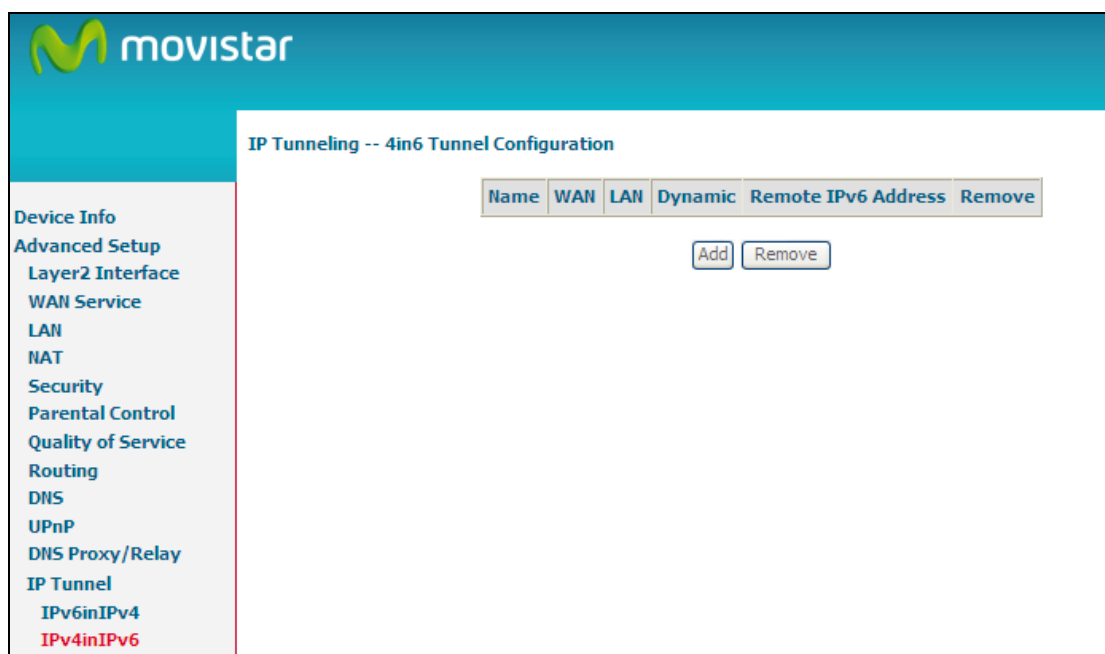 movistar
IP Tunneling -- 4in6 Tunnel Configuration
Name WAN LAN Dynamic Remote IPv6 Address Remove
Add Remove
Device Info
Advanced Setup
Layer2 Interface
WAN Service
LAN
NAT
Security
Parental Control
Quality of Service
Routing
DNS
UPnP
DNS Proxy/Relay
IP Tunnel
IPv6inIPv4
IPv4inIPv6